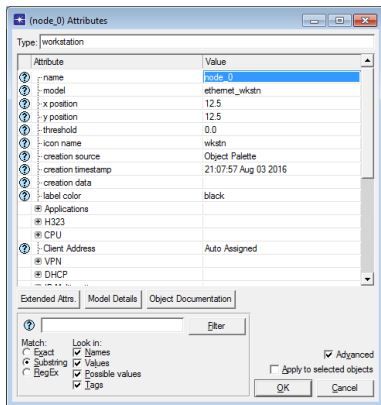 (node_0) Attributes
Type: workstation
Attribute Value
name node_0
model ethernet_wkstn
x position 12.5
y position 12.5
threshold 0.0
icon name wkstn
creation source Object Palette
creation timestamp 21:07:57 Aug 03 2016
creation data
label color black
Applications
H323
CPU
Client Address Auto Assigned
VPN
DHCP
Extended Attrs. Model Details Object Documentation
Filter
Match: Look in:
Exact Names
Substring Values
RegEx Possible values
Tags
Advanced
Apply to selected objects
OK Cancel